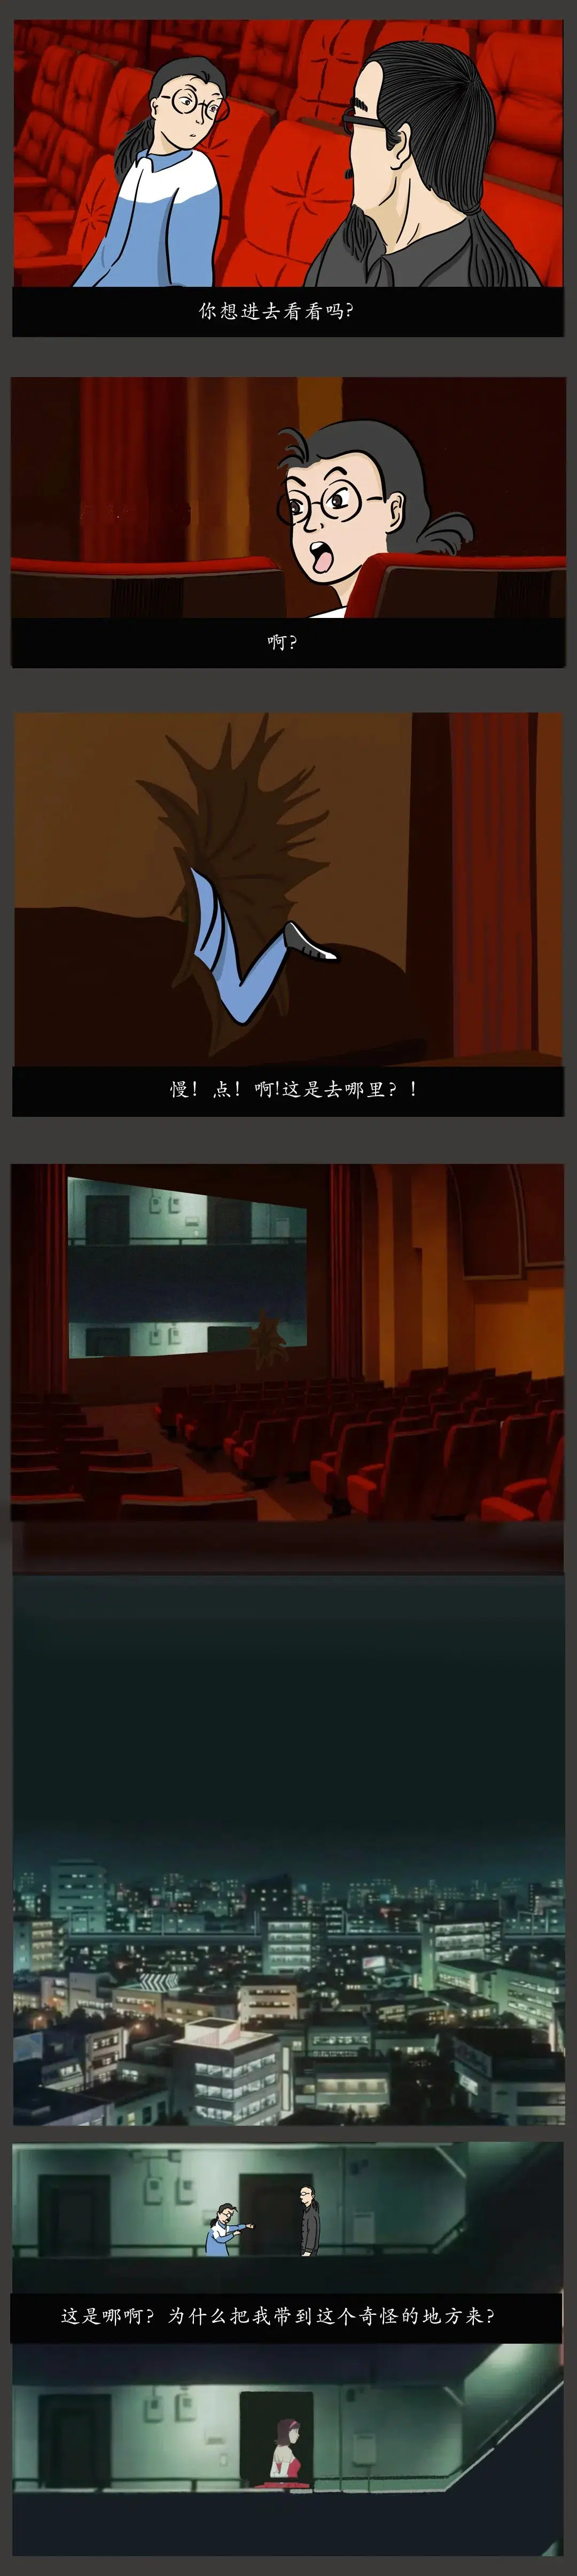 你想进去看看吗?
啊?
慢！点！啊!这是去哪里？！
这是哪啊？为什么把我带到这个奇怪的地方来?